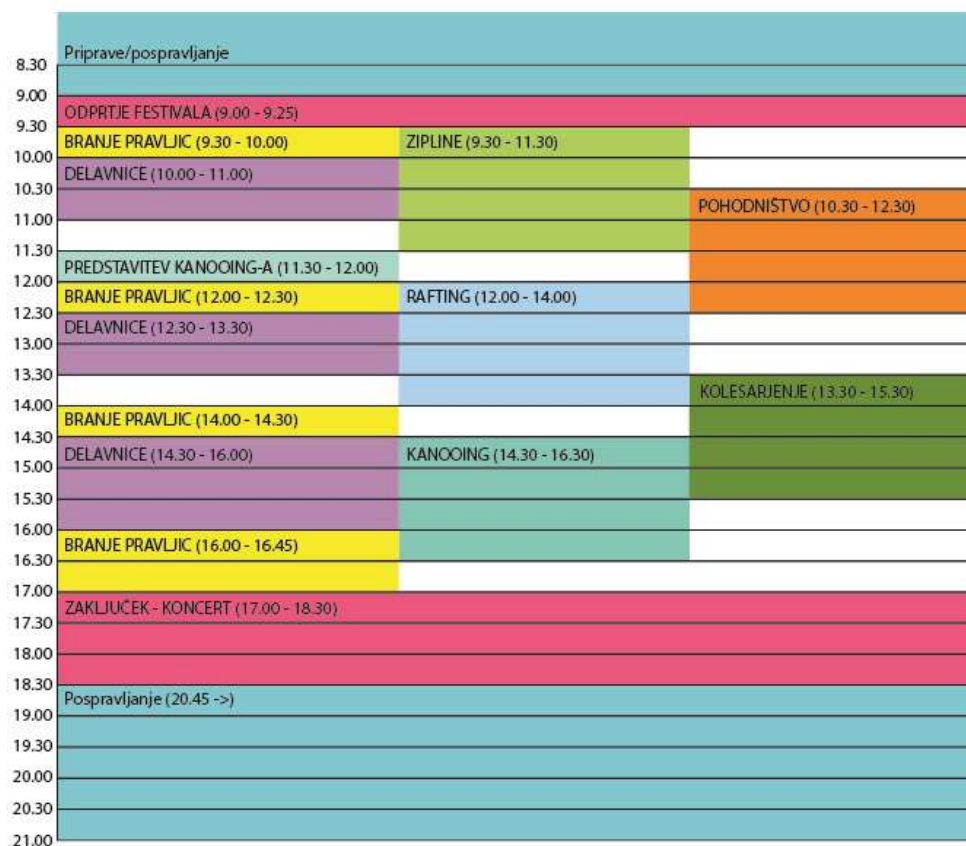 Priprave/pospravljanje
8.30
9.00
ODPRTJE FESTIVALA (9.00 - 9.25)
9.30
BRANJE PRAVLJIC (9.30 - 10.00) ZIPLINE (9.30 - 11.30)
10.00
DELAVNICE (10.00 - 11.00)
10.30
POHODNIŠTVO (10.30 - 12.30)
11.00
11.30
PREDSTAVITEV KANOOING-A (11.30 - 12.00)
12.00
BRANJE PRAVLJIC (12.00 - 12.30) RAFTING (12.00 - 14.00)
12.30
DELAVNICE (12.30 - 13.30)
13.00
13.30
KOLESARJENJE (13.30 - 15.30)
14.00
BRANJE PRAVLJIC (14.00 - 14.30)
14.30
DELAVNICE (14.30 - 16.00) KANOOING (14.30 - 16.30)
15.00
15.30
16.00
BRANJE PRAVLJIC (16.00 - 16.45)
16.30
17.00
ZAKLJUČEK - KONCERT (17.00 - 18.30)
17.30
18.00
18.30
Pospravljanje (20.45 ->)
19.00
19.30
20.00
20.30
21.00